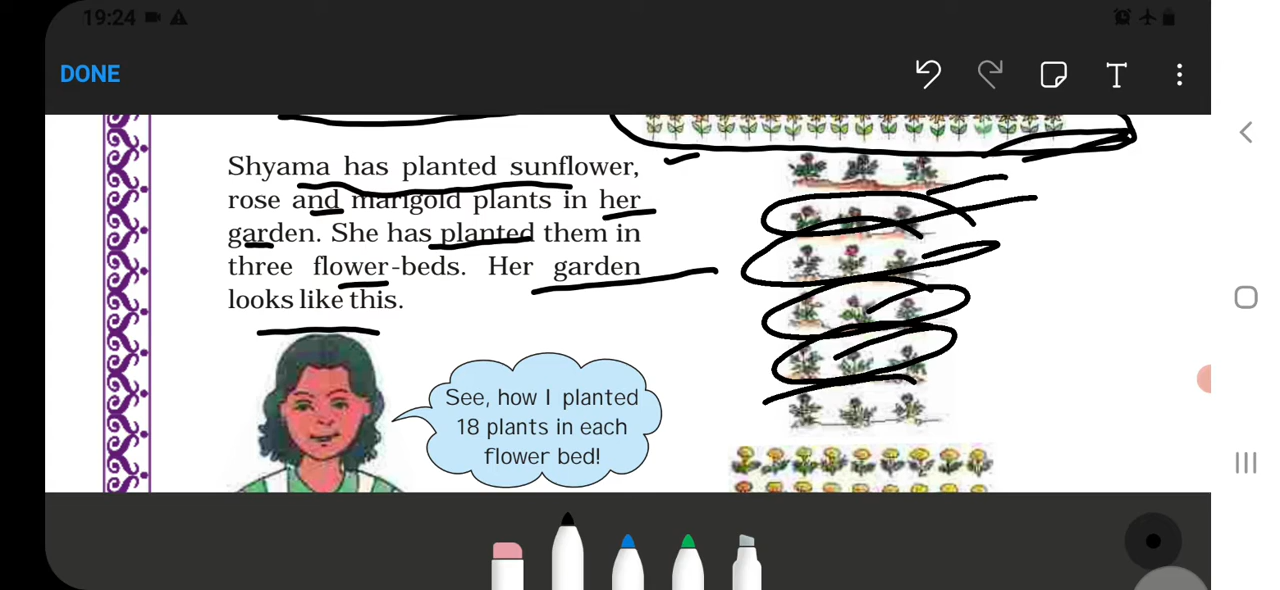 19:24
DONE
T
Shyama has planted sunflower,
rose and marigold plants in her
garden. She has planted them in
three flower-beds. Her garden
looks like this.
See, how I planted
18 plants in each
flower bed!